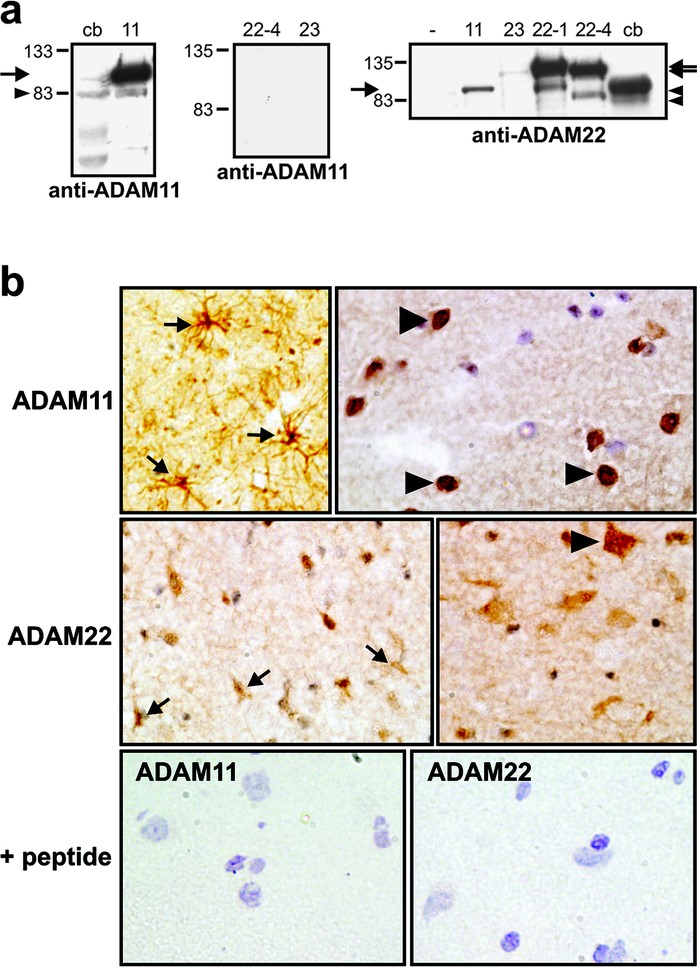 a
cb 11
133
83
anti-ADAM11
22-4 23
135
83
anti-ADAM11
- 11 23 22-1 22-4 cb
135
83
anti-ADAM22
b
ADAM11
ADAM22
+ peptide
ADAM11
ADAM22